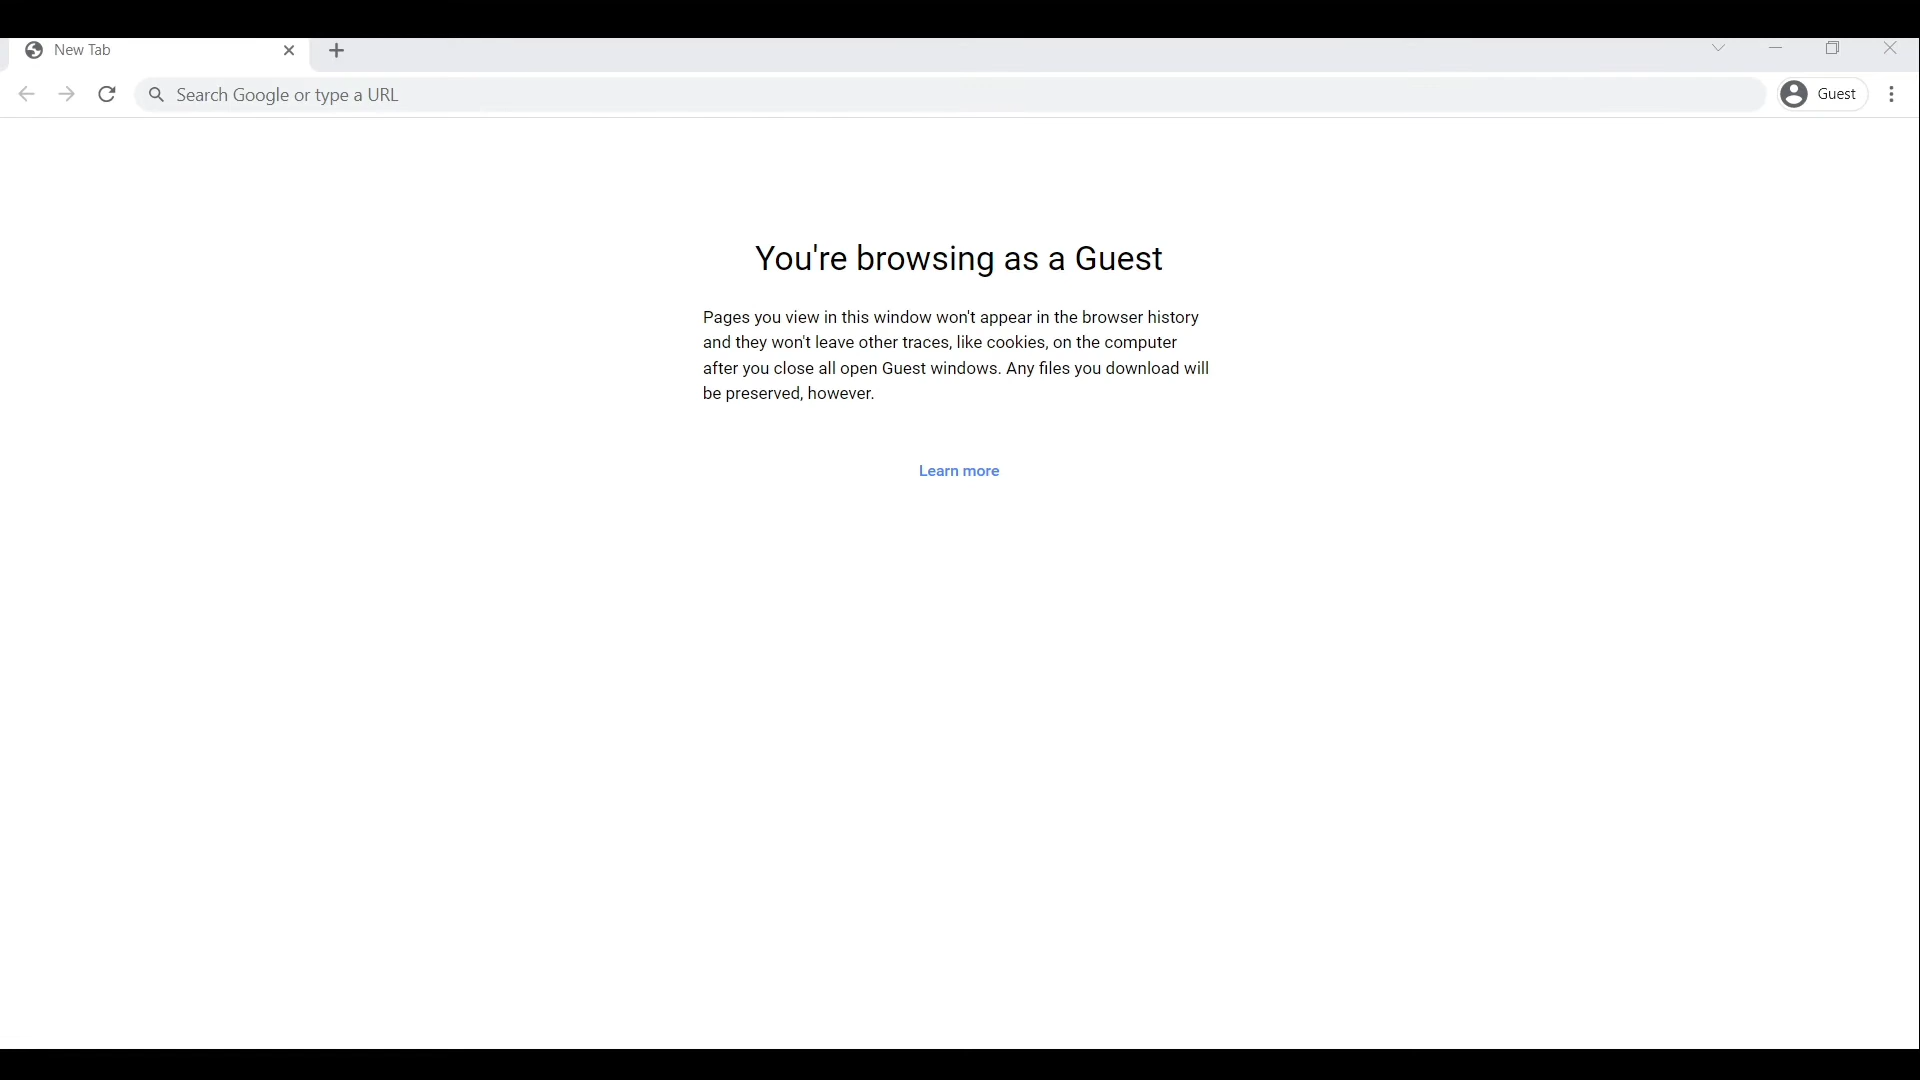 New Tab
Search Google or type a URL
Guest
You're browsing as a Guest
Pages you view in this window won't appear in the browser history
and they won't leave other traces, like cookies, on the computer
after you close all open Guest windows. Any files you download will
be preserved, however.
Learn more